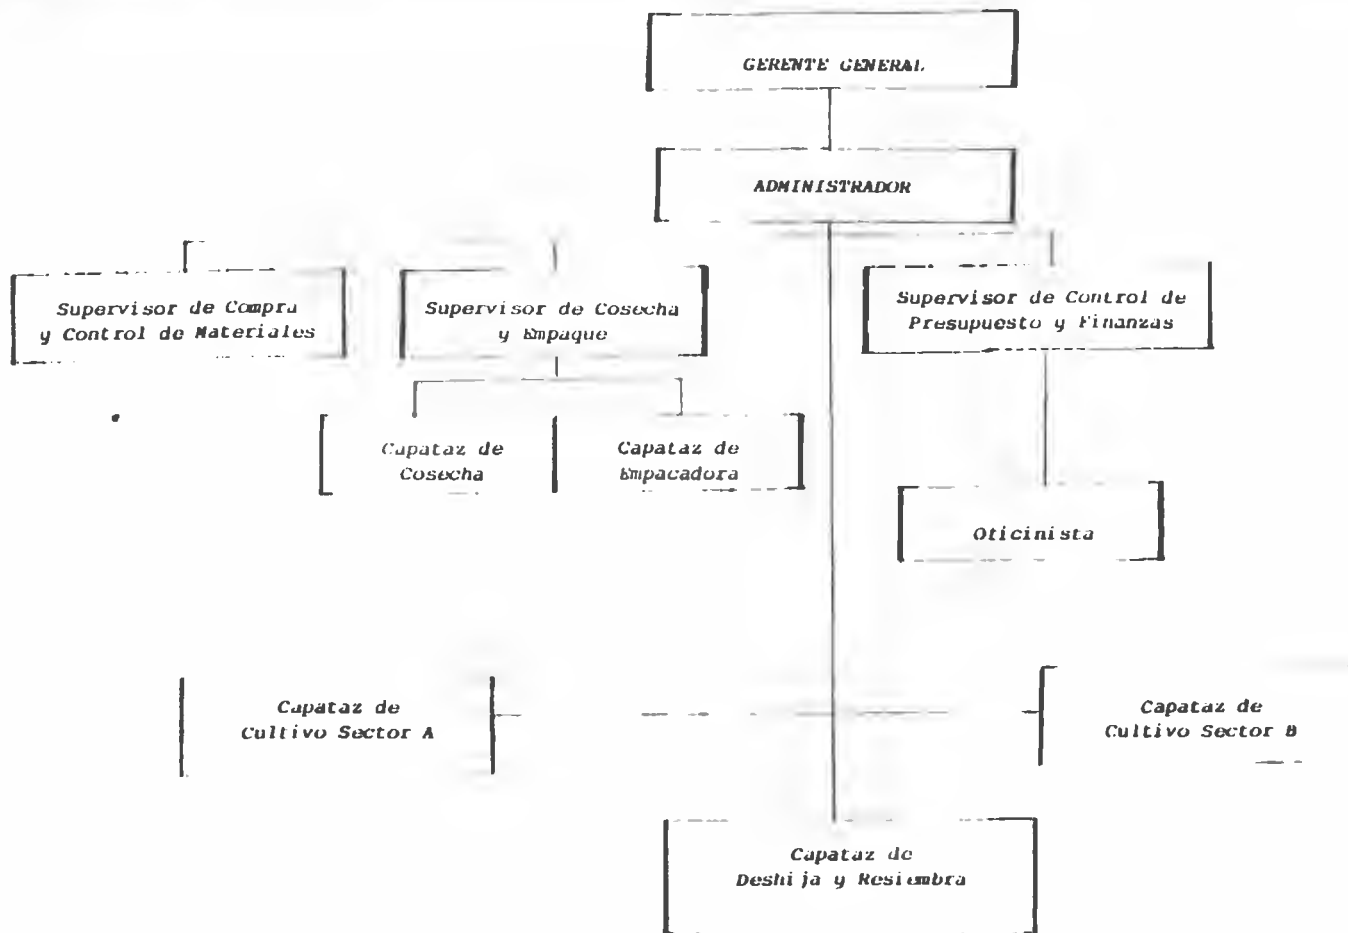 GERENTE GENERAL
ADMINISTRADOR
Supervisor de Compra
y Control de Materiales
Supervisor de Cosecha
y Empaque
Supervisor de Control de
Presupuesto y Finanzas
Capataz de
Cosecha
Capataz de
Empacadora
Oficinista
Capataz de
Cultivo Sector A
Capataz de
Cultivo Sector B
Capataz de
Deshija y Resiembra